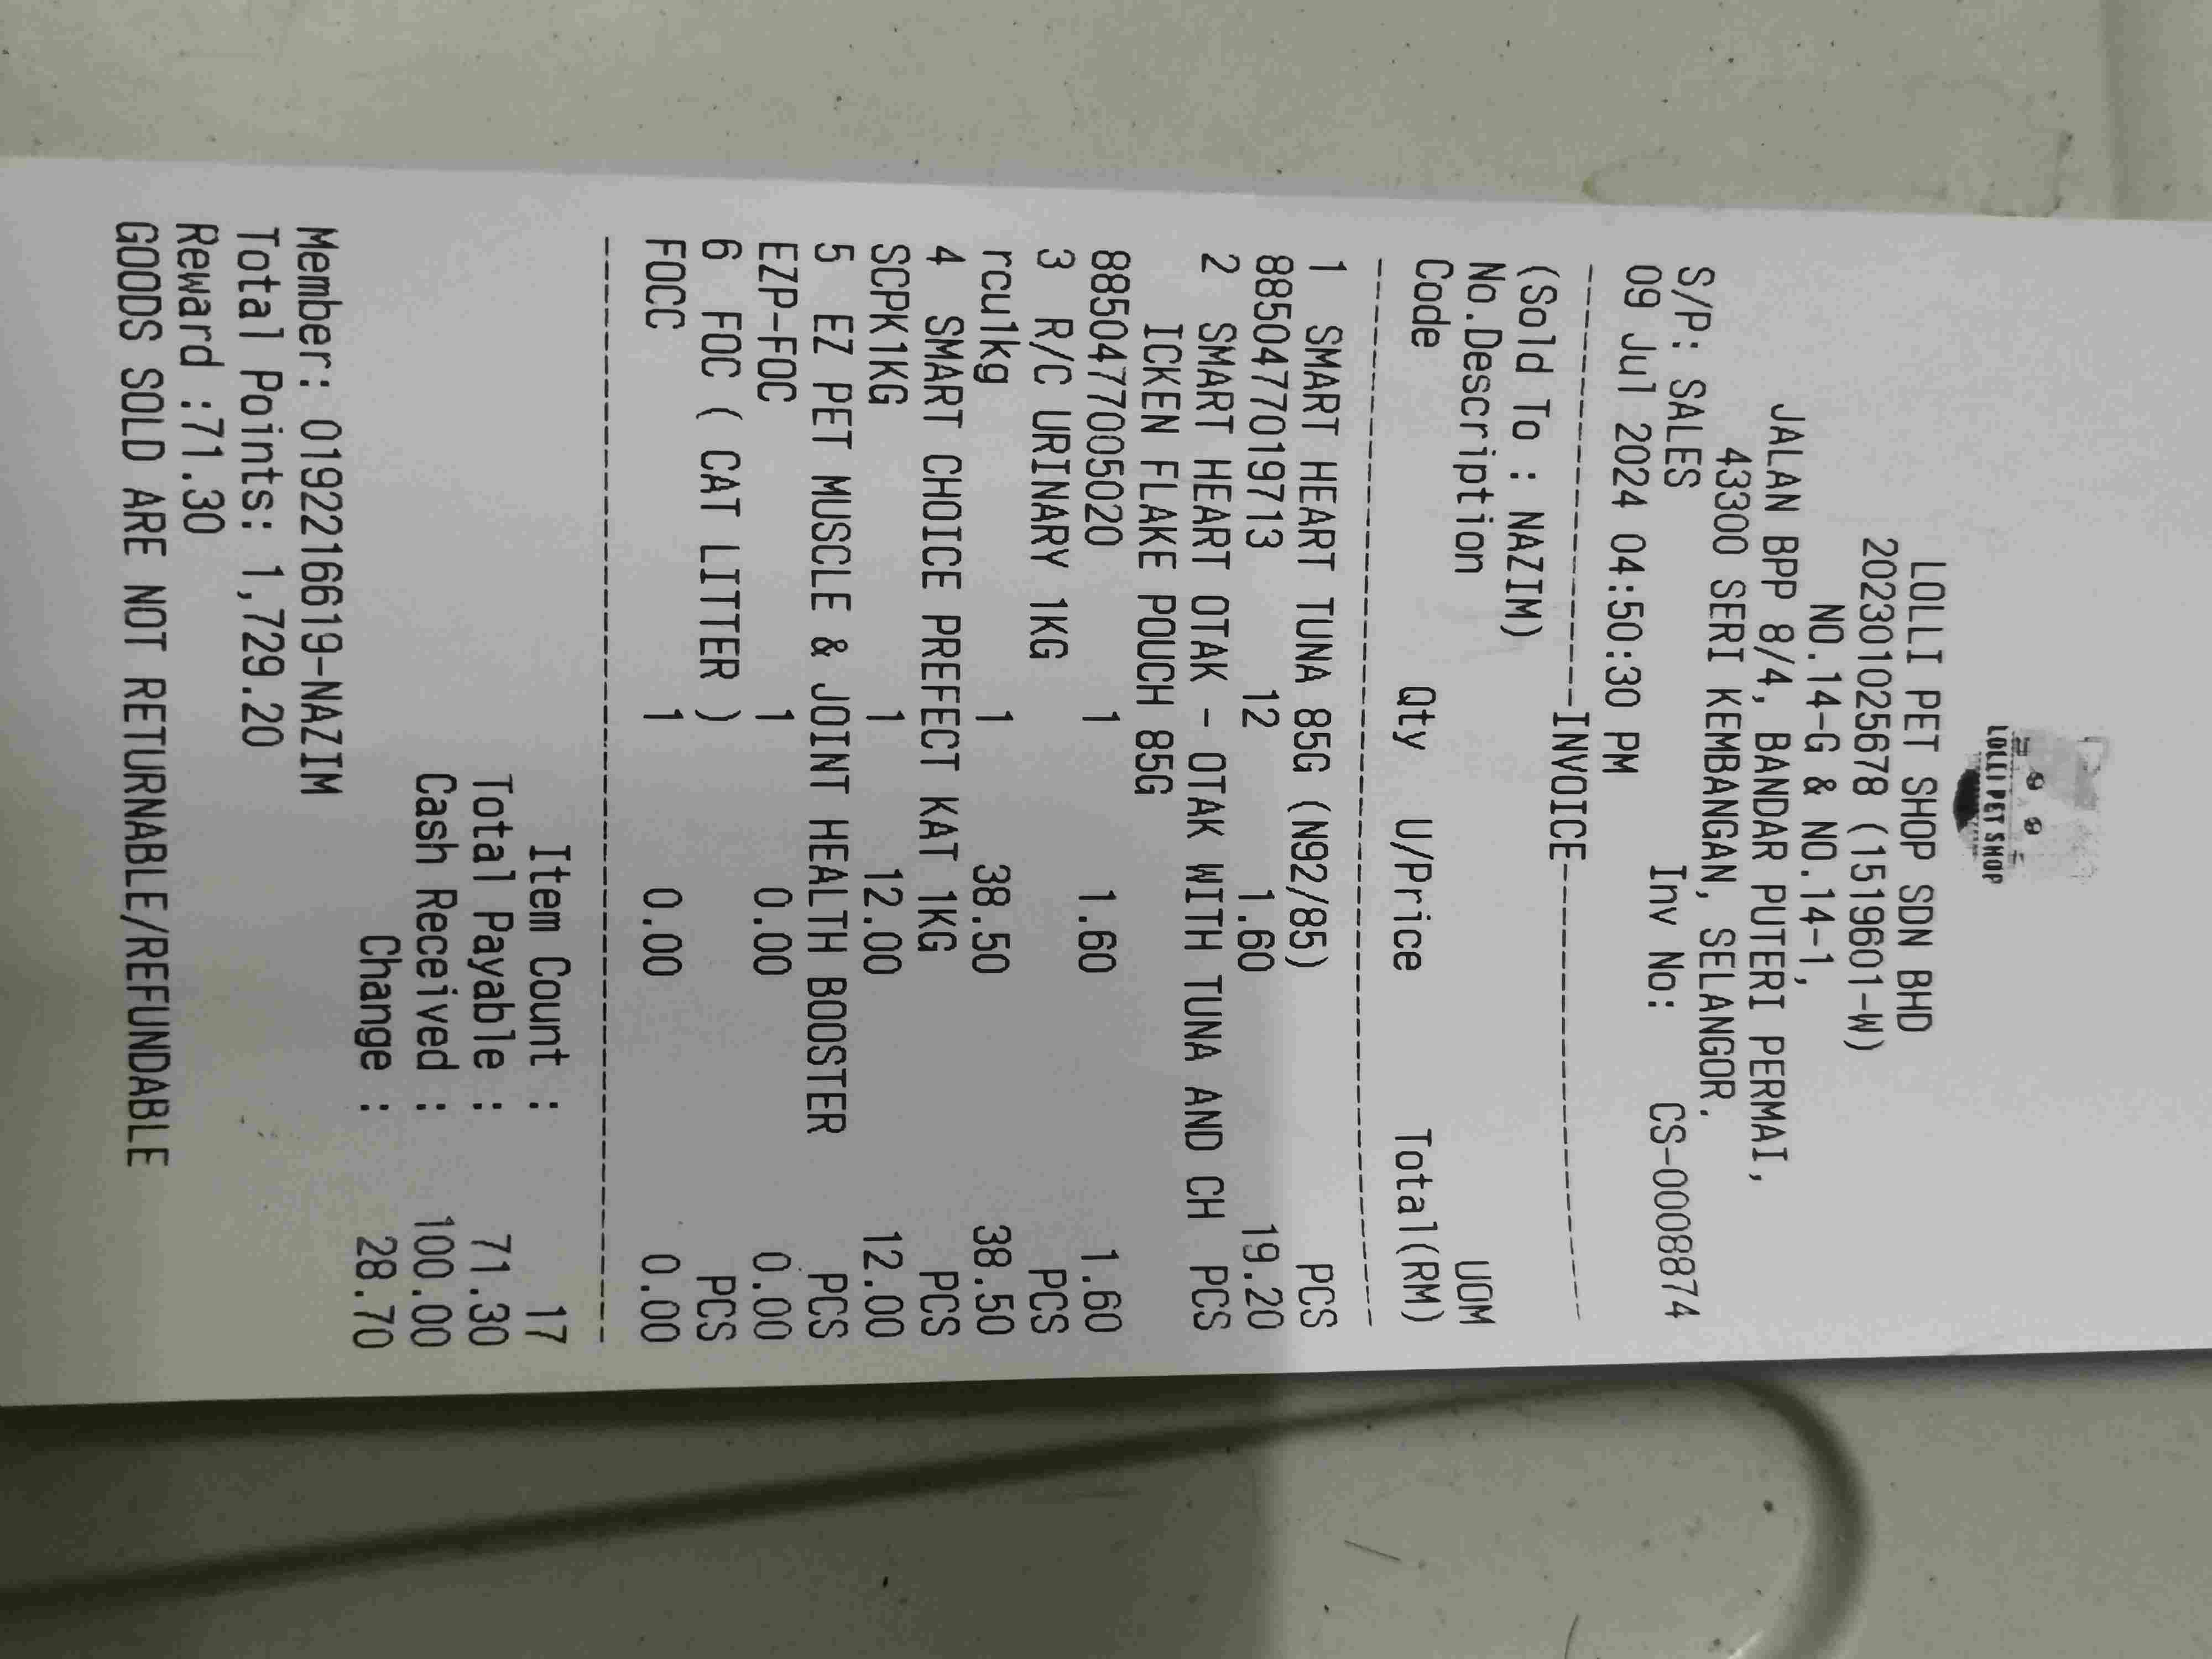 LOLLI PET SHOP
LOLLI PET SHOP SDN BHD
202301025678 (1519601-W)
NO.14-G & NO.14-1,
JALAN BPP 8/4, BANDAR PUTERI PERMAI,
43300 SERI KEMBANGAN, SELANGOR.
S/P: SALES Inv No: CS-0008874
09 Jul 2024 04:50:30 PM
--------------------INVOICE--------------------
(Sold To : NAZIM)
No.Description UOM
Code Qty U/Price Total(RM)
1 SMART HEART TUNA 85G (N92/85) PCS
8850477019713 12 1.60 19.20
2 SMART HEART OTAK - OTAK WITH TUNA AND CH PCS
ICKEN FLAKE POUCH 85G
8850477005020 1 1.60 1.60
3 R/C URINARY 1KG PCS
rcu1kg 1 38.50 38.50
4 SMART CHOICE PREFECT KAT 1KG PCS
SCPK1KG 1 12.00 12.00
5 EZ PET MUSCLE & JOINT HEALTH BOOSTER PCS
EZP-FOC 1 0.00 0.00
6 FOC ( CAT LITTER ) PCS
FOCC 1 0.00 0.00
Item Count : 17
Total Payable : 71.30
Cash Received : 100.00
Change : 28.70
Member: 0192216619-NAZIM
Total Points: 1,729.20
Reward :71.30
GOODS SOLD ARE NOT RETURNABLE/REFUNDABLE